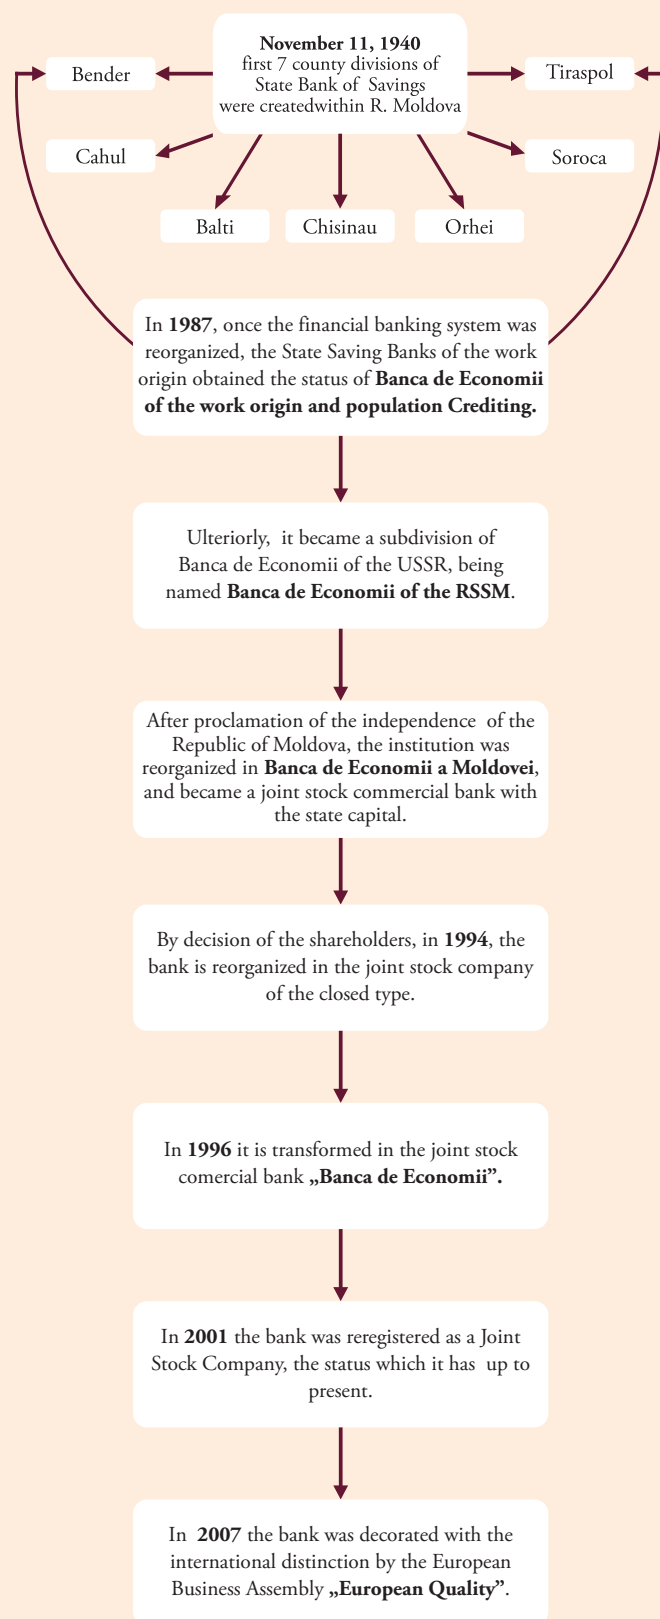 November 11, 1940
first 7 county divisions of
State Bank of Savings
were createdwithin R. Moldova
Bender
Tiraspol
Cahul
Soroca
Balti
Chisinau
Orhei
In 1987, once the financial banking system was
reorganized, the State Saving Banks of the work
origin obtained the status of Banca de Economii
of the work origin and population Crediting.
Ulteriorly, it became a subdivision of
Banca de Economii of the USSR, being
named Banca de Economii of the RSSM.
After proclamation of the independence of the
Republic of Moldova, the institution was
reorganized in Banca de Economii a Moldovei,
and became a joint stock commercial bank with
the state capital.
By decision of the shareholders, in 1994, the
bank is reorganized in the joint stock company
of the closed type.
In 1996 it is transformed in the joint stock
comercial bank „Banca de Economii”.
In 2001 the bank was reregistered as a Joint
Stock Company, the status which it has up to
present.
In 2007 the bank was decorated with the
international distinction by the European
Business Assembly „European Quality”.